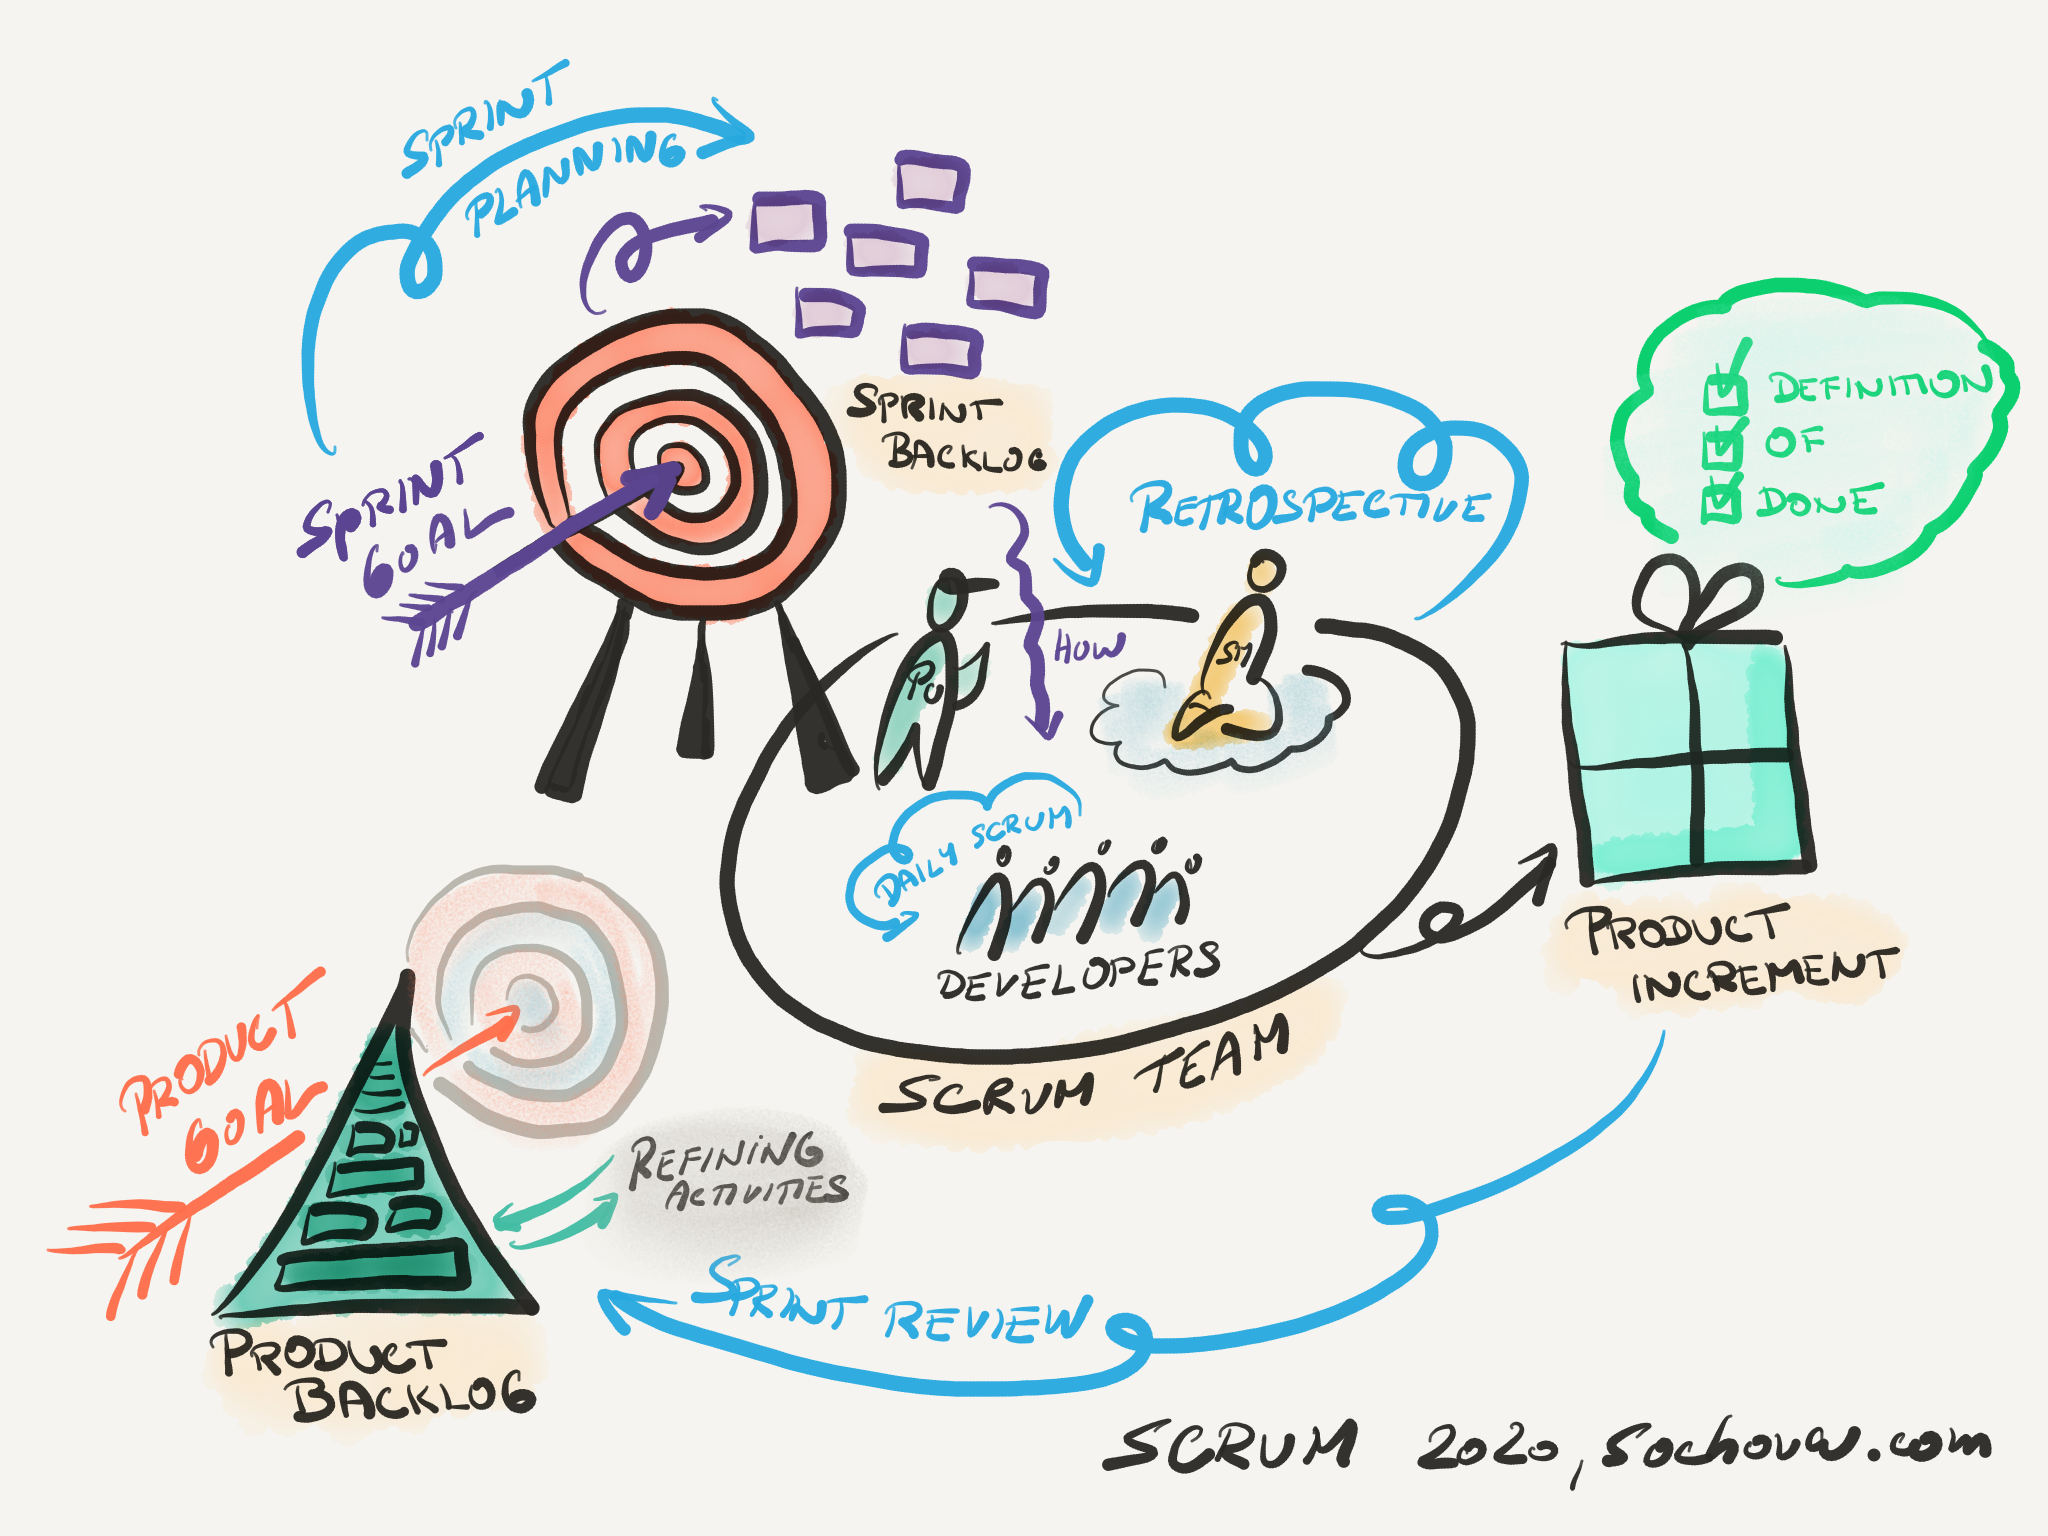 SPRINT
PLANNING
SPRINT
BACKLOG
SPRINT
GOAL
RETROSPECTIVE
DEFINITION
OF
DONE
HOW
PO
SM
DAILY SCRUM
DEVELOPERS
SCRUM TEAM
PRODUCT
INCREMENT
PRODUCT
GOAL
REFINING
ACTIVITIES
SPRINT REVIEW
PRODUCT
BACKLOG
SCRUM 2020, sochova.com